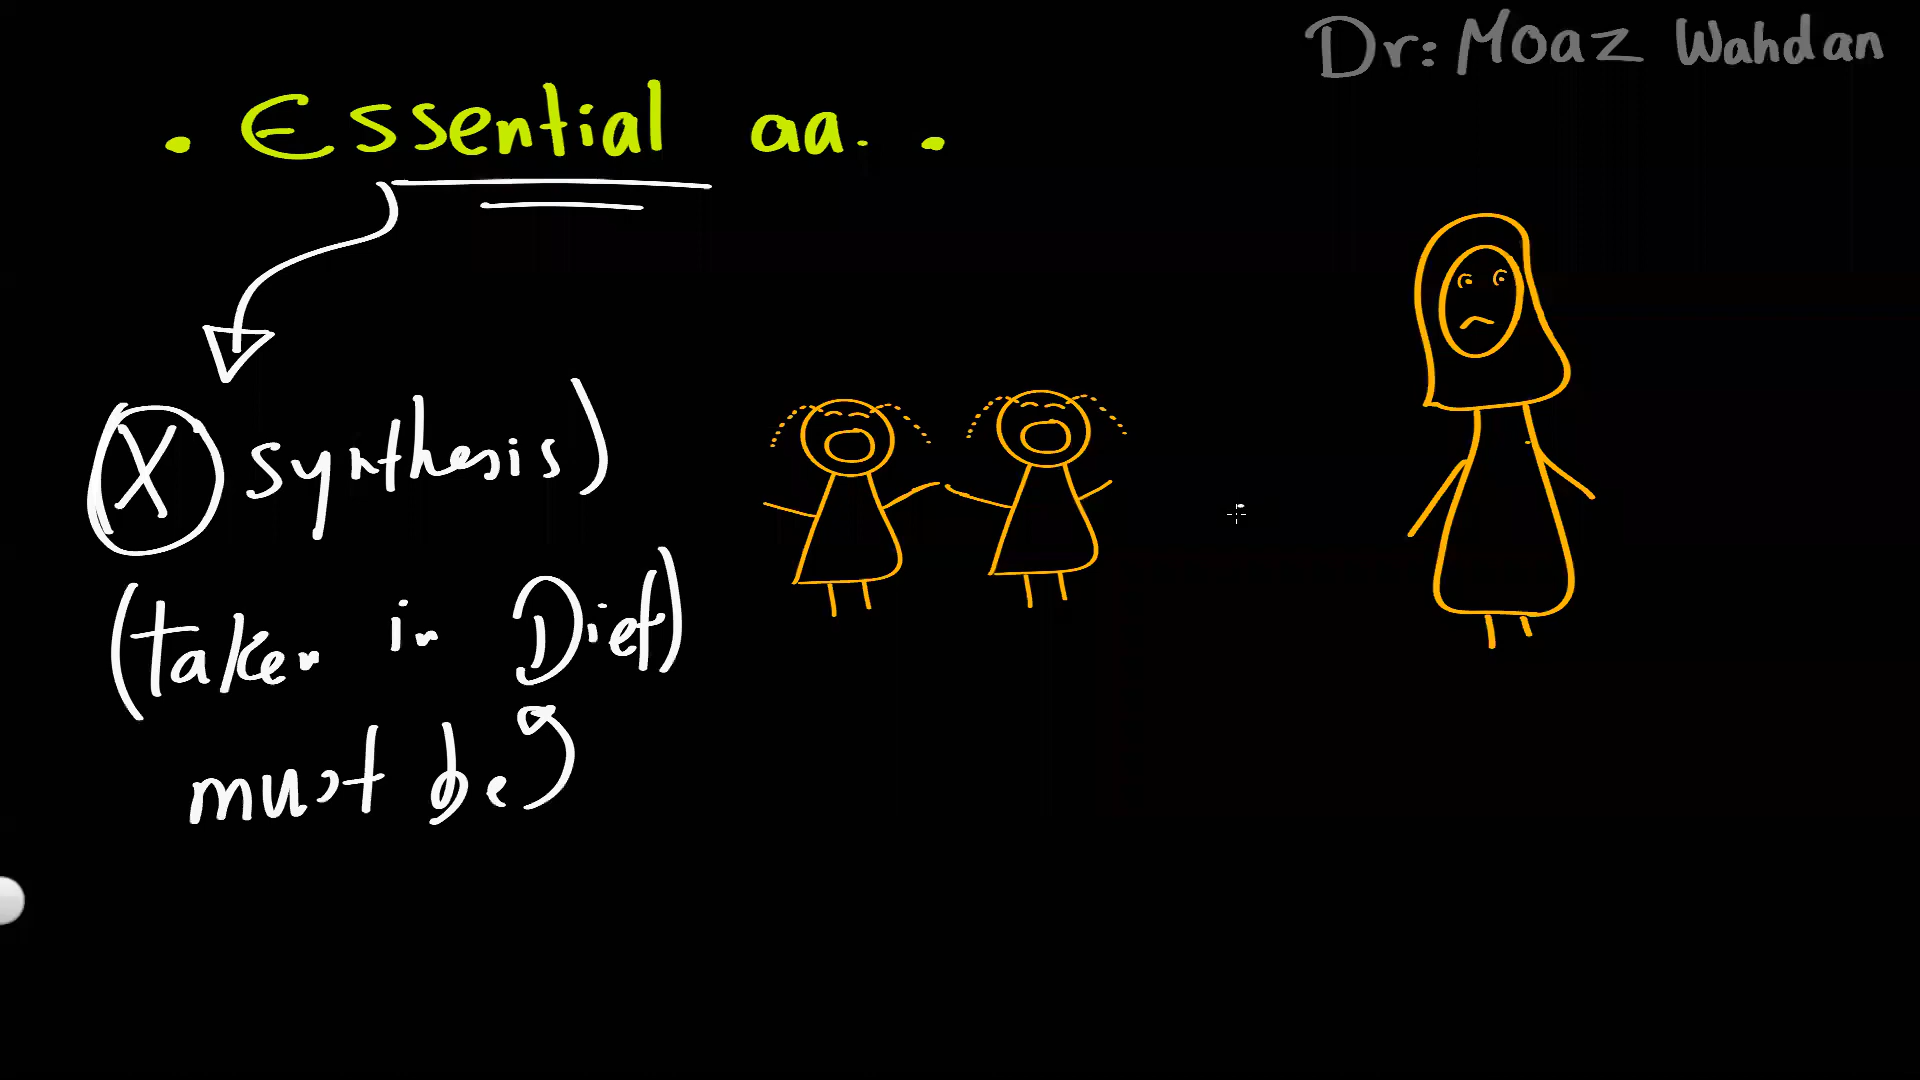 Dr: Moaz Wahdan
. Essential aa. .
X synthesis)
(taken in Diet)
must be